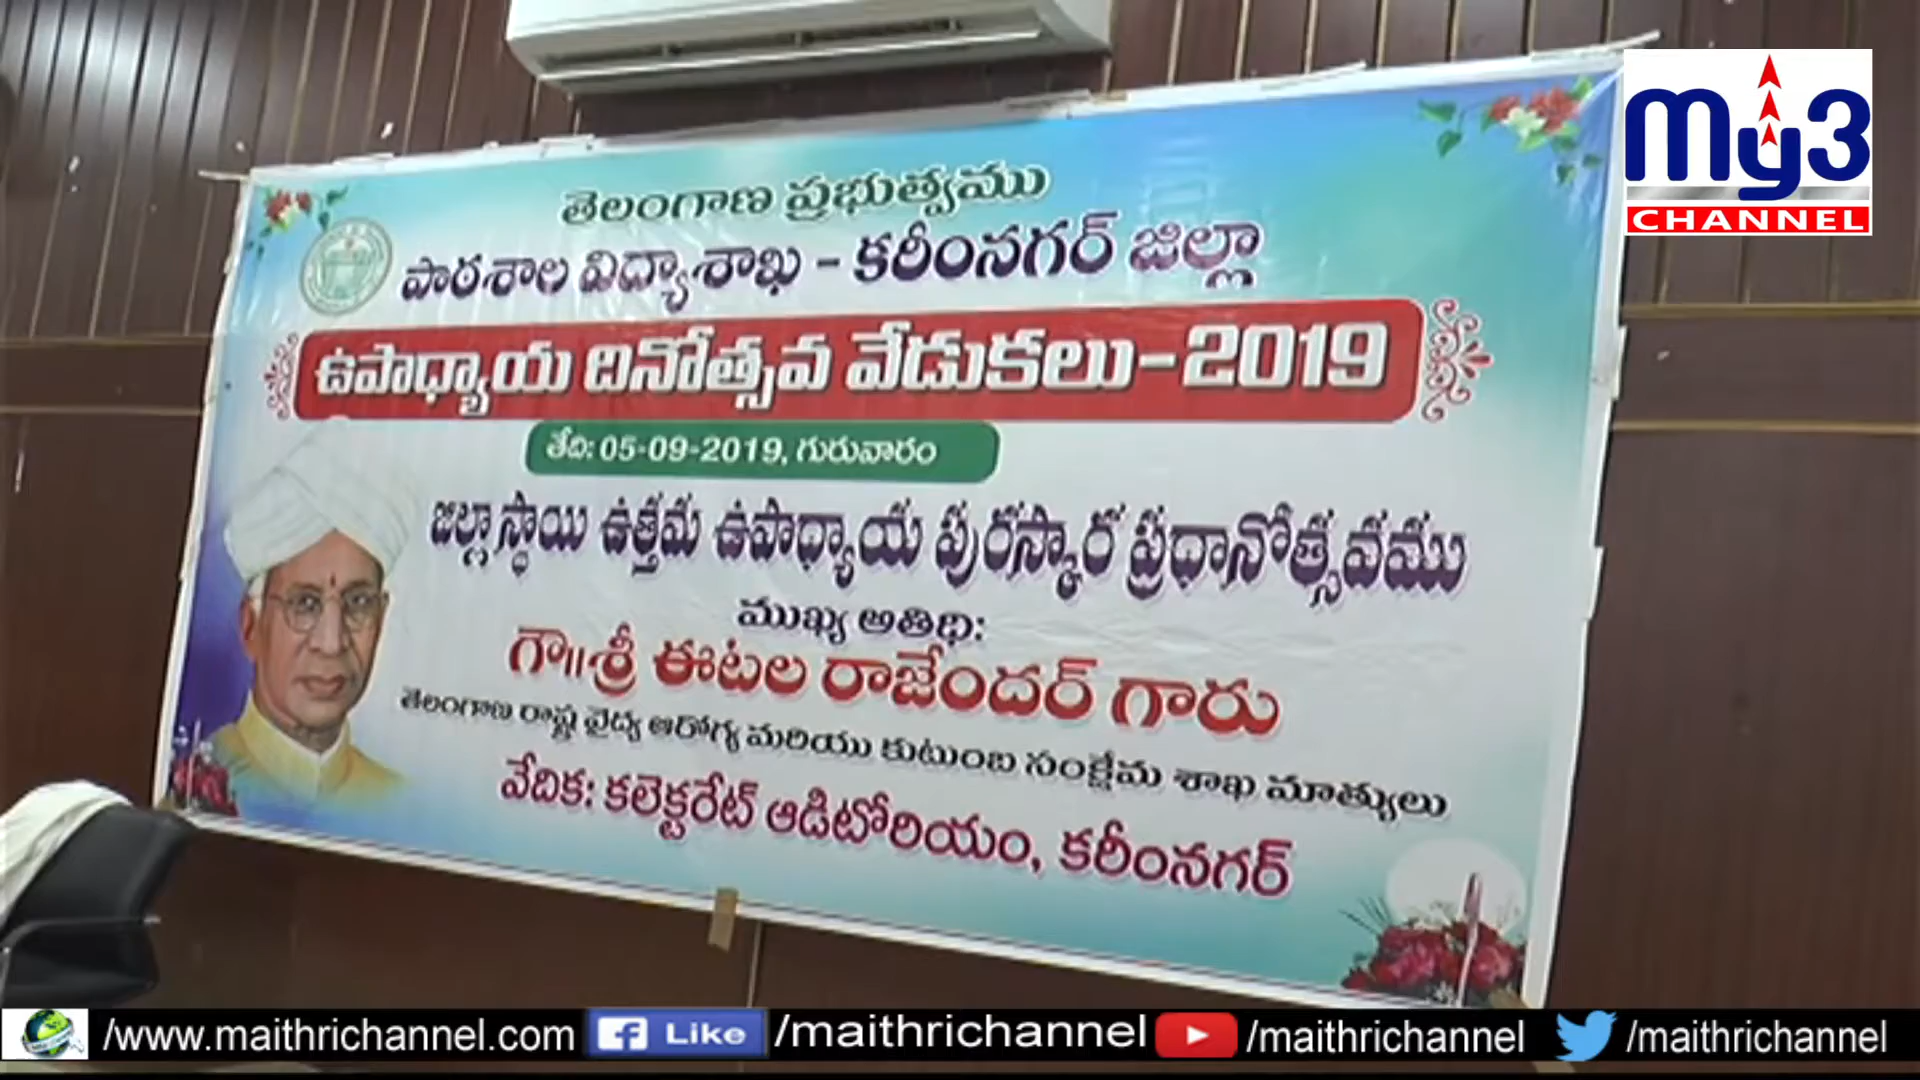 my3
CHANNEL
తెలంగాణ ప్రభుత్వము
పాఠశాల విద్యాశాఖ - కరీంనగర్ జిల్లా
ఉపాధ్యాయ దినోత్సవ వేడుకలు-2019
తేది: 05-09-2019, గురువారం
జిల్లాస్థాయి ఉత్తమ ఉపాధ్యాయ పురస్కార ప్రధానోత్సవము
ముఖ్య అతిథి:
గౌ॥శ్రీ ఈటల రాజేందర్ గారు
తెలంగాణ రాష్ట్ర వైద్య ఆరోగ్య మరియు కుటుంబ సంక్షేమ శాఖ మాత్యులు
వేదిక: కలెక్టరేట్ ఆడిటోరియం, కరీంనగర్
/www.maithrichannel.com Like /maithrichannel /maithrichannel /maithrichannel